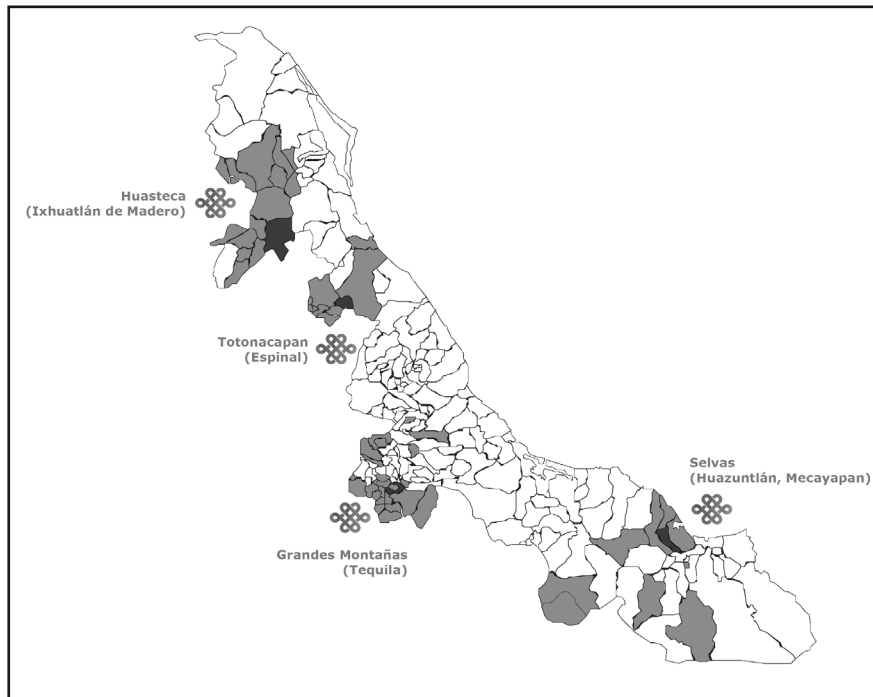 Huasteca
(Ixhuatlán de Madero)
Totonacapan
(Espinal)
Selvas
(Huazuntlán, Mecayapan)
Grandes Montañas
(Tequila)